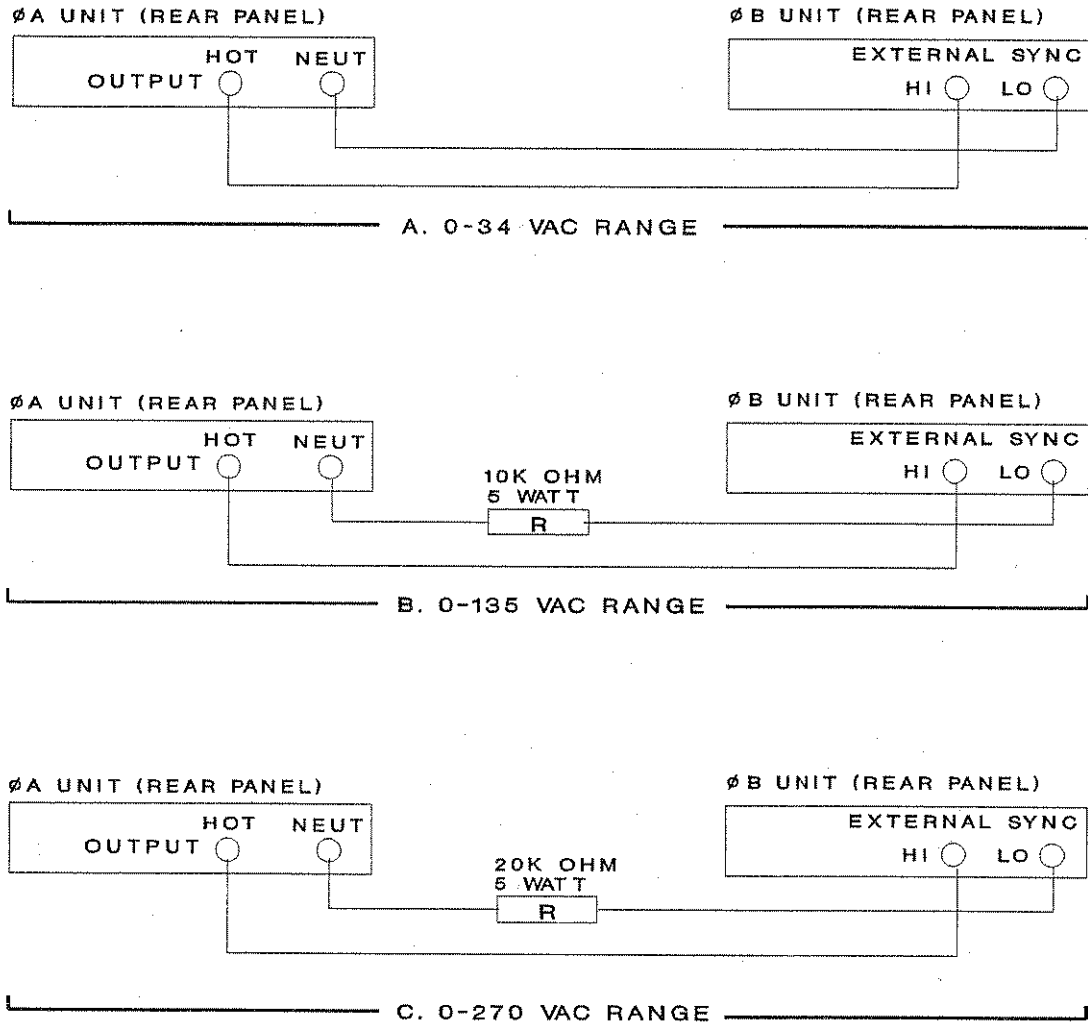 ØA UNIT (REAR PANEL)
HOT NEUT
OUTPUT
ØB UNIT (REAR PANEL)
EXTERNAL SYNC
HI LO
A. 0-34 VAC RANGE
ØA UNIT (REAR PANEL)
HOT NEUT
OUTPUT
10K OHM
5 WATT
R
ØB UNIT (REAR PANEL)
EXTERNAL SYNC
HI LO
B. 0-135 VAC RANGE
ØA UNIT (REAR PANEL)
HOT NEUT
OUTPUT
20K OHM
5 WATT
R
ØB UNIT (REAR PANEL)
EXTERNAL SYNC
HI LO
C. 0-270 VAC RANGE